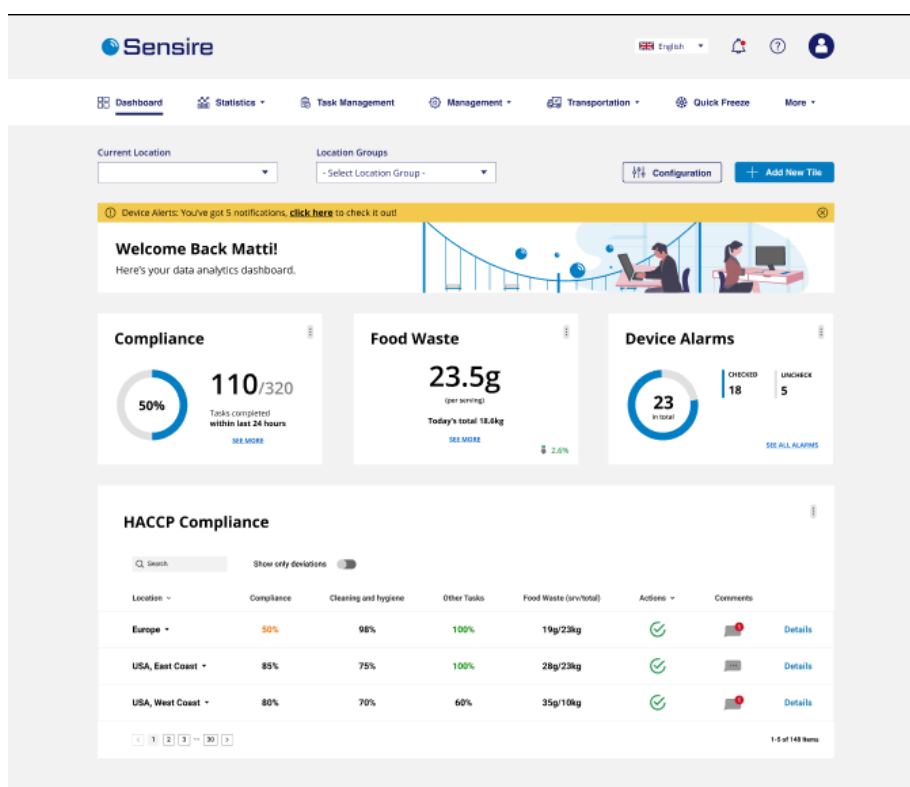 Sensire
English
Dashboard
Statistics
Task Management
Management
Transportation
Quick Freeze
More
Current Location
Location Groups
- Select Location Group -
Configuration
Add New Tile
Device Alerts: You've got 5 notifications, click here to check it out!
Welcome Back Matti!
Here's your data analytics dashboard.
Compliance
50%
110/320
Tasks completed
within last 24 hours
SEE MORE
Food Waste
23.5g
(per serving)
Today's total 18.6kg
SEE MORE
2.6%
Device Alarms
23
in total
CHECKED
18
UNCHECK
5
SEE ALL ALARMS
HACCP Compliance
Search
Show only deviations
Location Compliance Cleaning and hygiene Other Tasks Food Waste (srv/total) Actions Comments
Europe 50% 98% 100% 19g/23kg 1 Details
USA, East Coast 85% 75% 100% 28g/23kg Details
USA, West Coast 80% 70% 60% 35g/10kg 1 Details
< 1 2 3 ... 30 >
1-5 of 148 Items